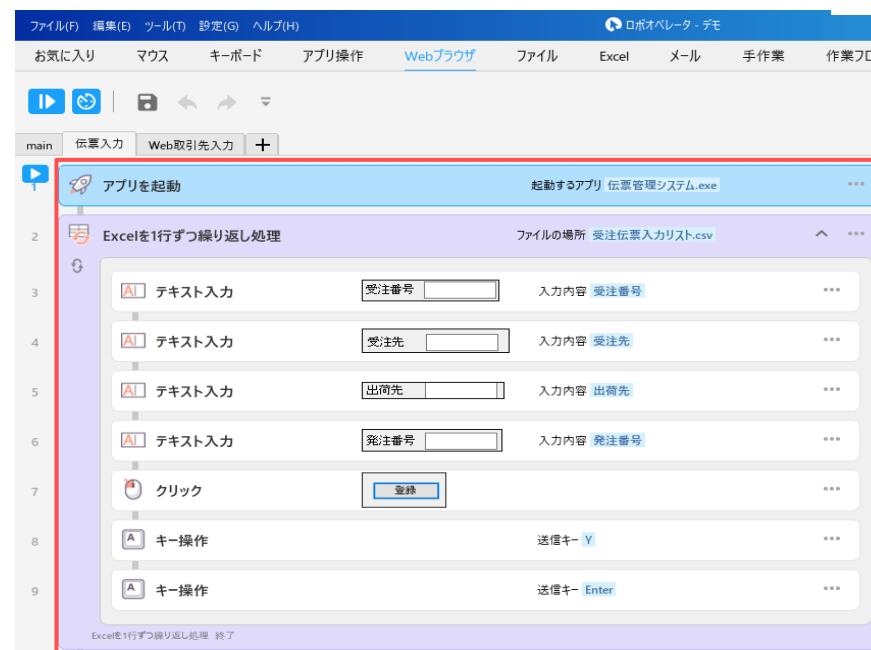 ファイル(F) 編集(E) ツール(T) 設定(G) ヘルプ(H) ロボオペレータ - デモ
お気に入り マウス キーボード アプリ操作 Webブラウザ ファイル Excel メール 手作業 作業フロ
main 伝票入力 Web取引先入力 +
1 アプリを起動 起動するアプリ 伝票管理システム.exe
2 Excelを1行ずつ繰り返し処理 ファイルの場所 受注伝票入力リスト.csv
3 テキスト入力 受注番号 入力内容 受注番号
4 テキスト入力 受注先 入力内容 受注先
5 テキスト入力 出荷先 入力内容 出荷先
6 テキスト入力 発注番号 入力内容 発注番号
7 クリック 登録
8 キー操作 送信キー Y
9 キー操作 送信キー Enter
Excelを1行ずつ繰り返し処理 終了